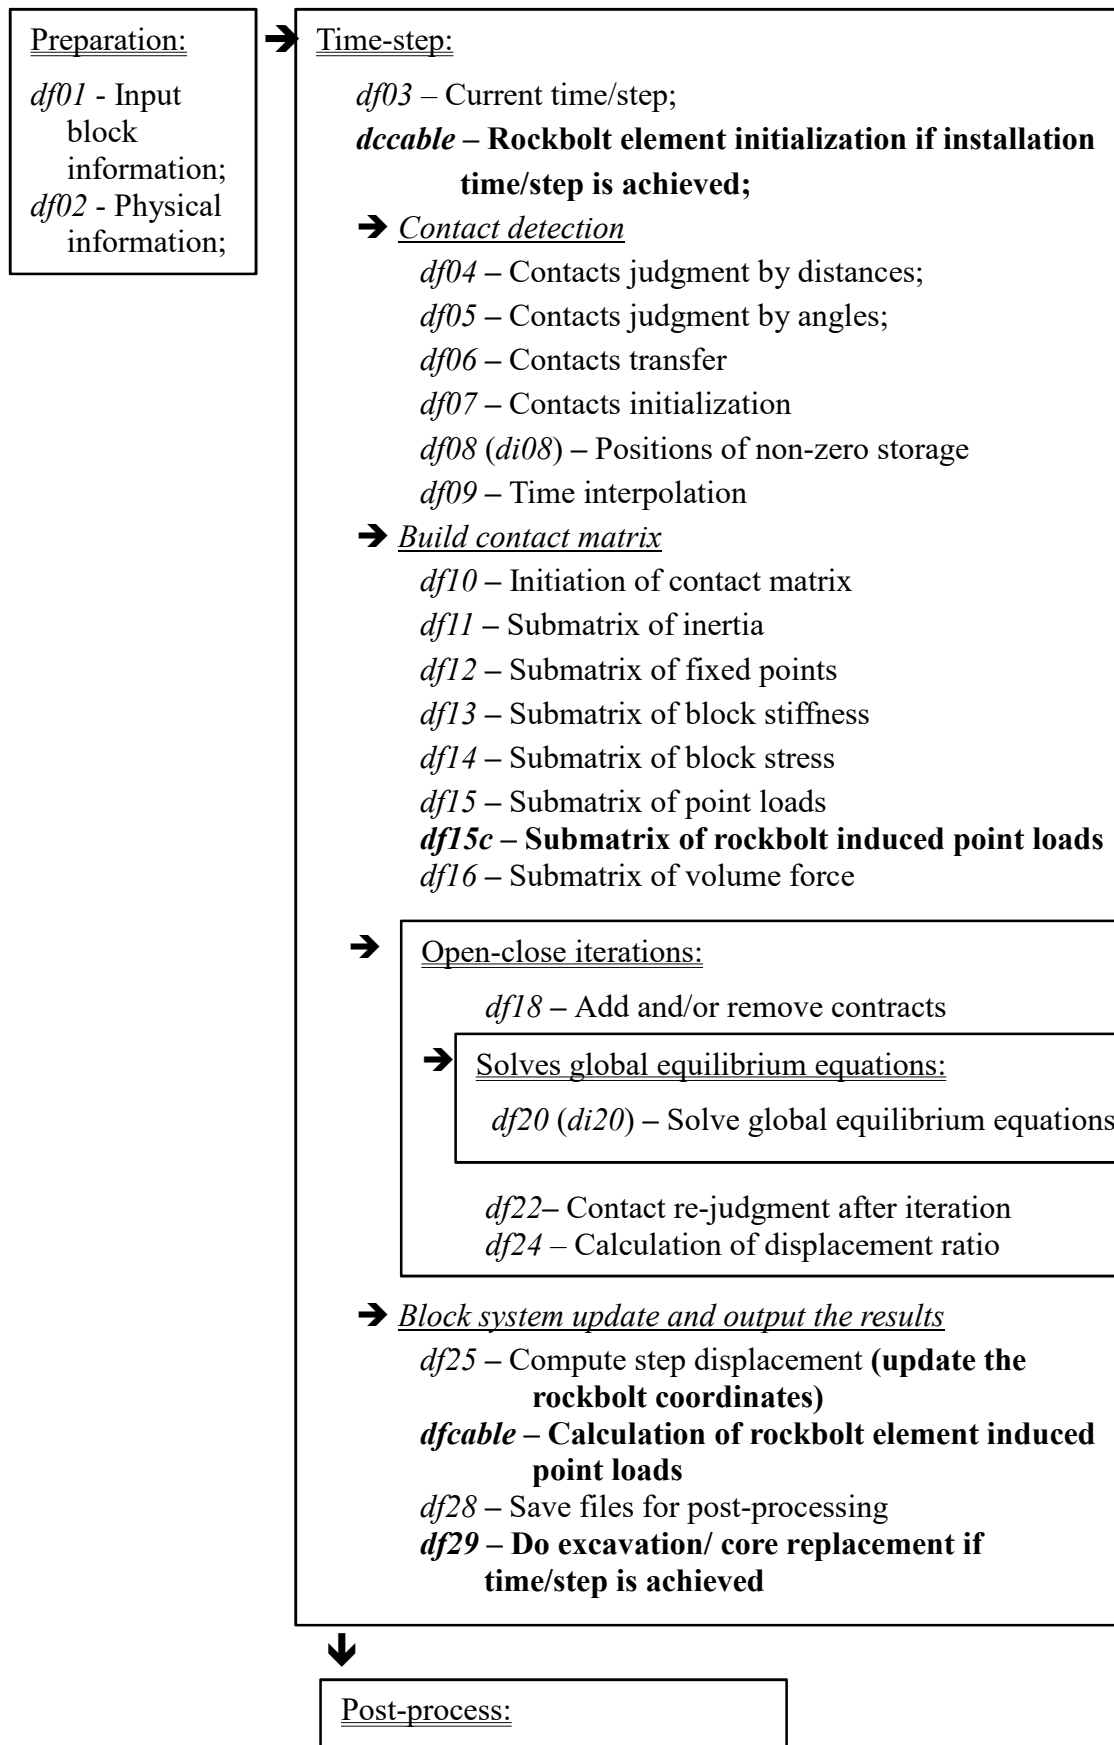 Preparation:
df01 - Input
block
information;
df02 - Physical
information;
Time-step:
df03 – Current time/step;
dccable – Rockbolt element initialization if installation
time/step is achieved;
Contact detection
df04 – Contacts judgment by distances;
df05 – Contacts judgment by angles;
df06 – Contacts transfer
df07 – Contacts initialization
df08 (di08) – Positions of non-zero storage
df09 – Time interpolation
Build contact matrix
df10 – Initiation of contact matrix
df11 – Submatrix of inertia
df12 – Submatrix of fixed points
df13 – Submatrix of block stiffness
df14 – Submatrix of block stress
df15 – Submatrix of point loads
df15c – Submatrix of rockbolt induced point loads
df16 – Submatrix of volume force
Open-close iterations:
df18 – Add and/or remove contracts
Solves global equilibrium equations:
df20 (di20) – Solve global equilibrium equations
df22– Contact re-judgment after iteration
df24 – Calculation of displacement ratio
Block system update and output the results
df25 – Compute step displacement (update the
rockbolt coordinates)
dfcable – Calculation of rockbolt element induced
point loads
df28 – Save files for post-processing
df29 – Do excavation/ core replacement if
time/step is achieved
Post-process: